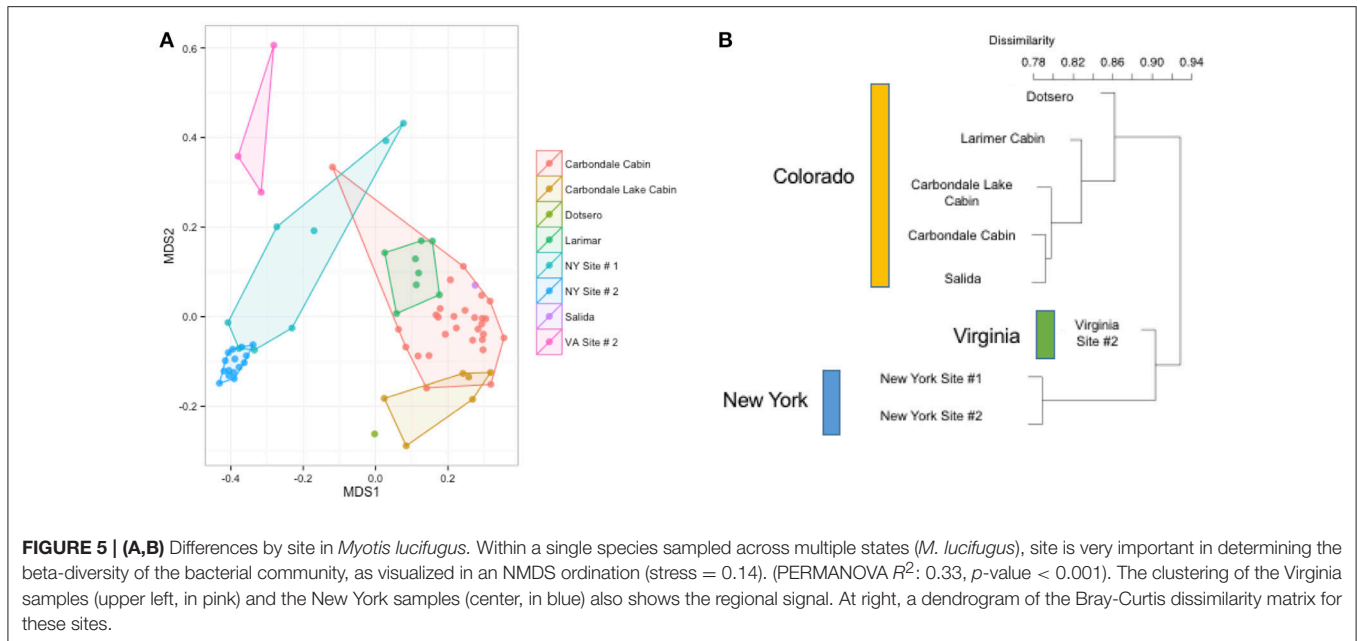 A
MDS2
0.6
0.4
0.2
0.0
-0.2
-0.4
-0.2
0.0
0.2
MDS1
Carbondale Cabin
Carbondale Lake Cabin
Dotsero
Larimar
NY Site # 1
NY Site # 2
Salida
VA Site # 2
B
Dissimilarity
0.78 0.82 0.86 0.90 0.94
Colorado
Dotsero
Larimer Cabin
Carbondale Lake
Cabin
Carbondale Cabin
Salida
Virginia
Virginia
Site #2
New York
New York Site #1
New York Site #2
FIGURE 5 | (A,B) Differences by site in Myotis lucifugus. Within a single species sampled across multiple states (M. lucifugus), site is very important in determining the
beta-diversity of the bacterial community, as visualized in an NMDS ordination (stress = 0.14). (PERMANOVA R²: 0.33, p-value < 0.001). The clustering of the Virginia
samples (upper left, in pink) and the New York samples (center, in blue) also shows the regional signal. At right, a dendrogram of the Bray-Curtis dissimilarity matrix for
these sites.